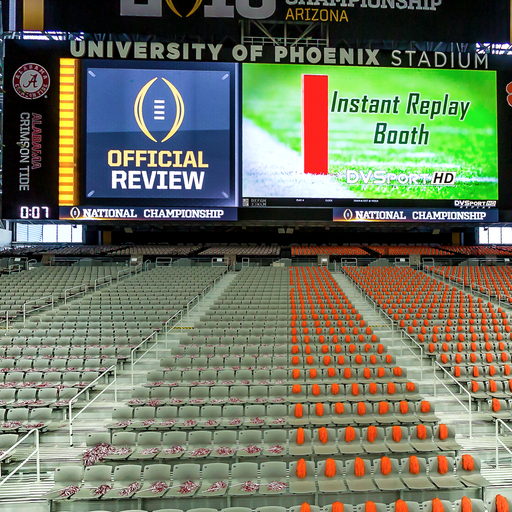 2016 CHAMPIONSHIP
ARIZONA
UNIVERSITY OF PHOENIX STADIUM
ALABAMA
CRIMSON TIDE
OFFICIAL
REVIEW
Instant Replay
Booth
DVSPORT HD
DVSPORT
0:07
NATIONAL CHAMPIONSHIP
NATIONAL CHAMPIONSHIP